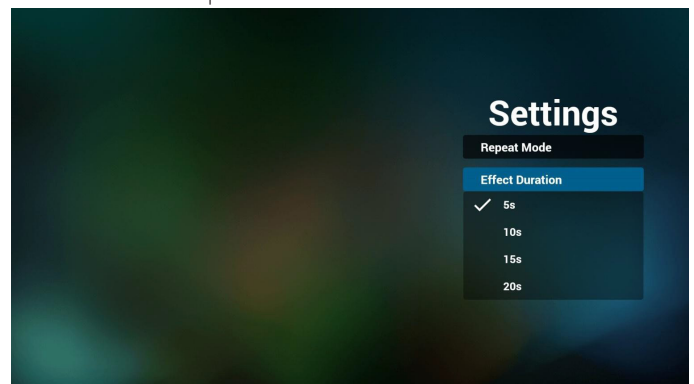 Settings
Repeat Mode
Effect Duration
5s
10s
15s
20s